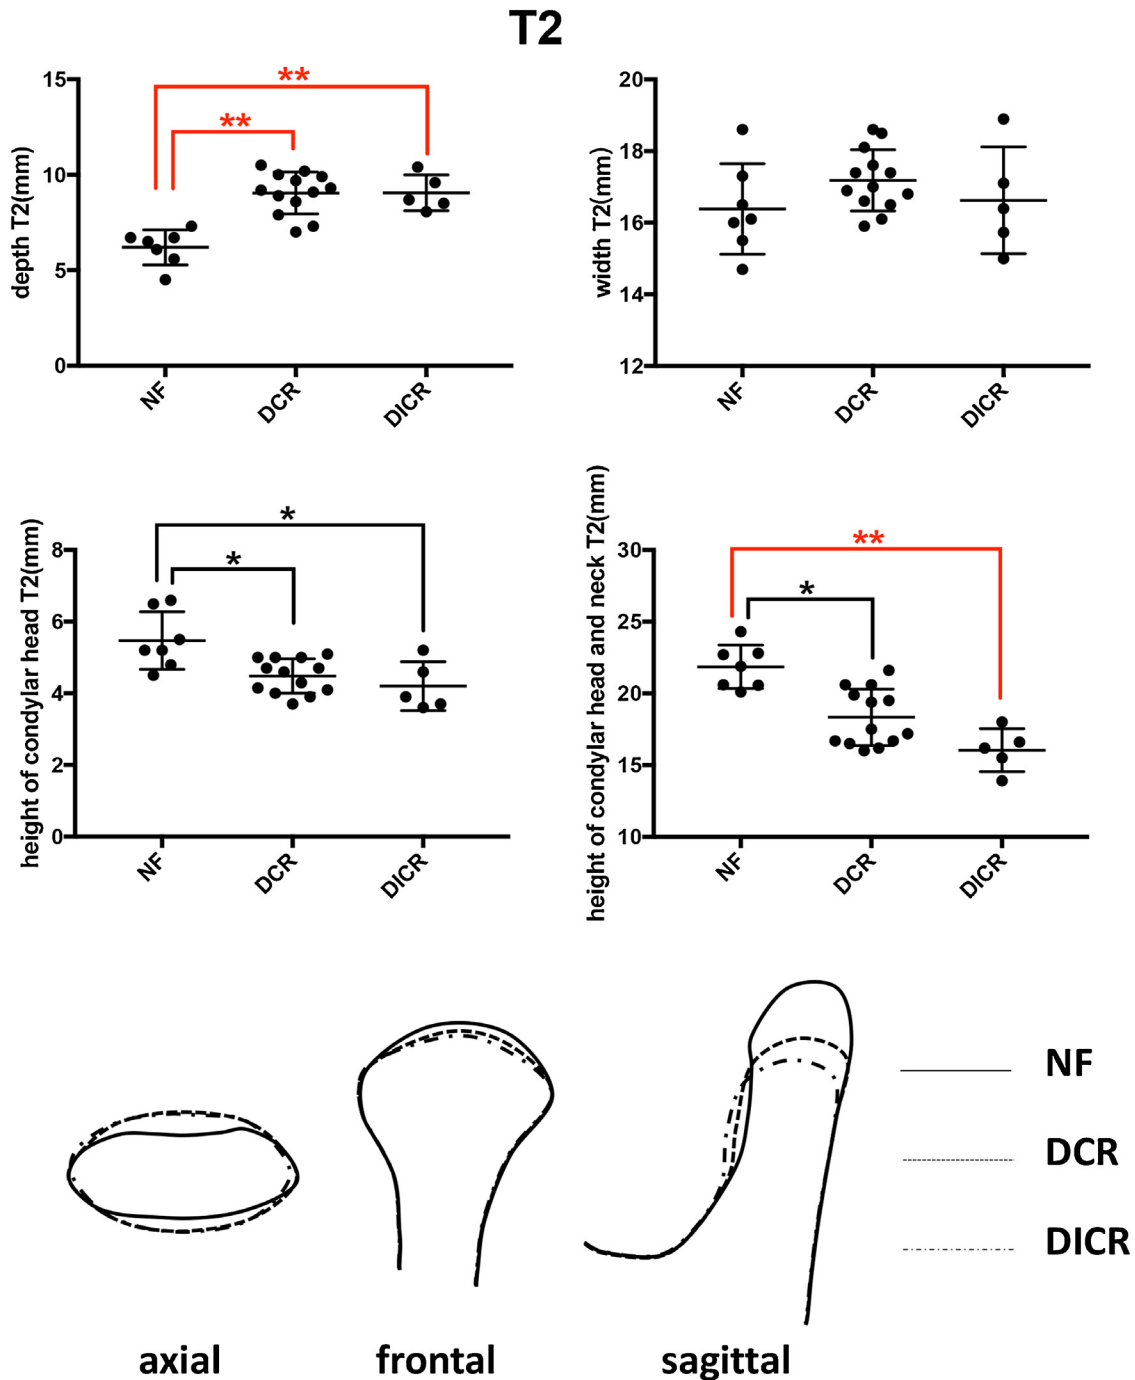 T2
depth T2(mm)
15
10
5
0
**
**
NF
DCR
DICR
width T2(mm)
20
18
16
14
12
NF
DCR
DICR
height of condylar head T2(mm)
8
6
4
2
0
*
*
NF
DCR
DICR
height of condylar head and neck T2(mm)
30
25
20
15
10
**
*
NF
DCR
DICR
NF
DCR
DICR
axial
frontal
sagittal